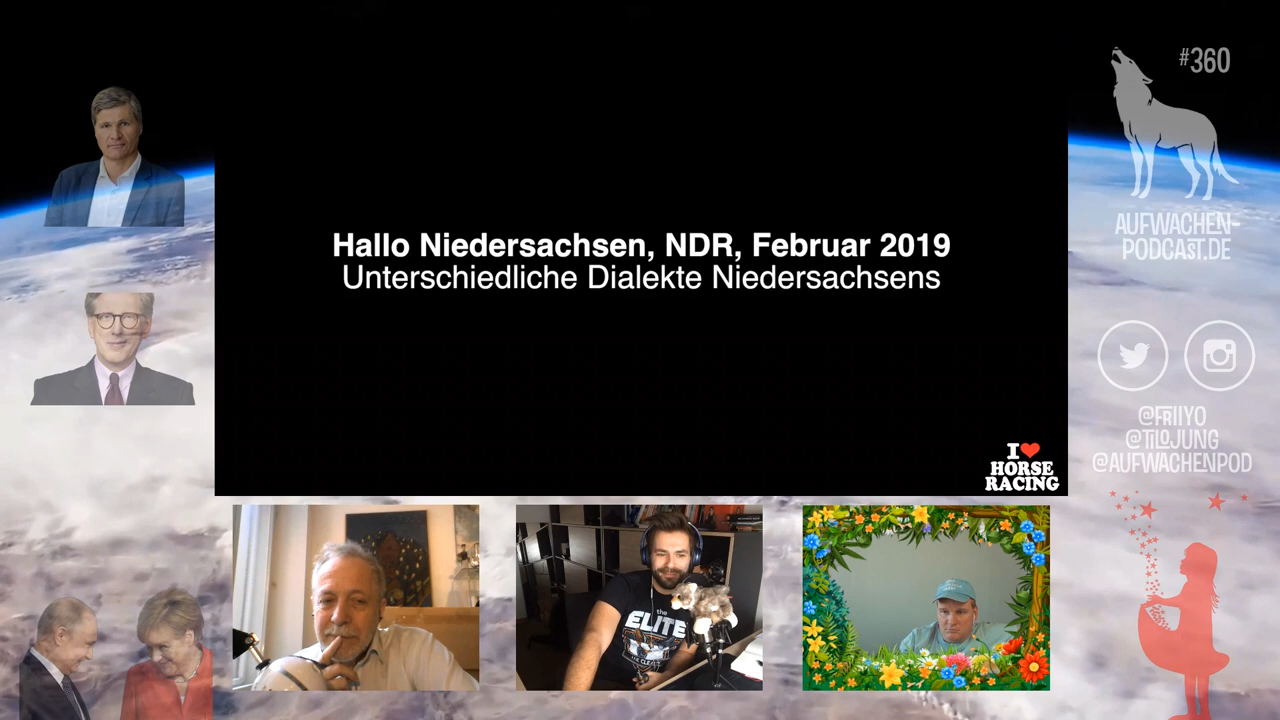 Hallo Niedersachsen, NDR, Februar 2019
Unterschiedliche Dialekte Niedersachsens
I
HORSE
RACING
#360
AUFWACHEN-
PODCAST.DE
@FRIIYO
@TILOJUNG
@AUFWACHENPOD
the
ELITE